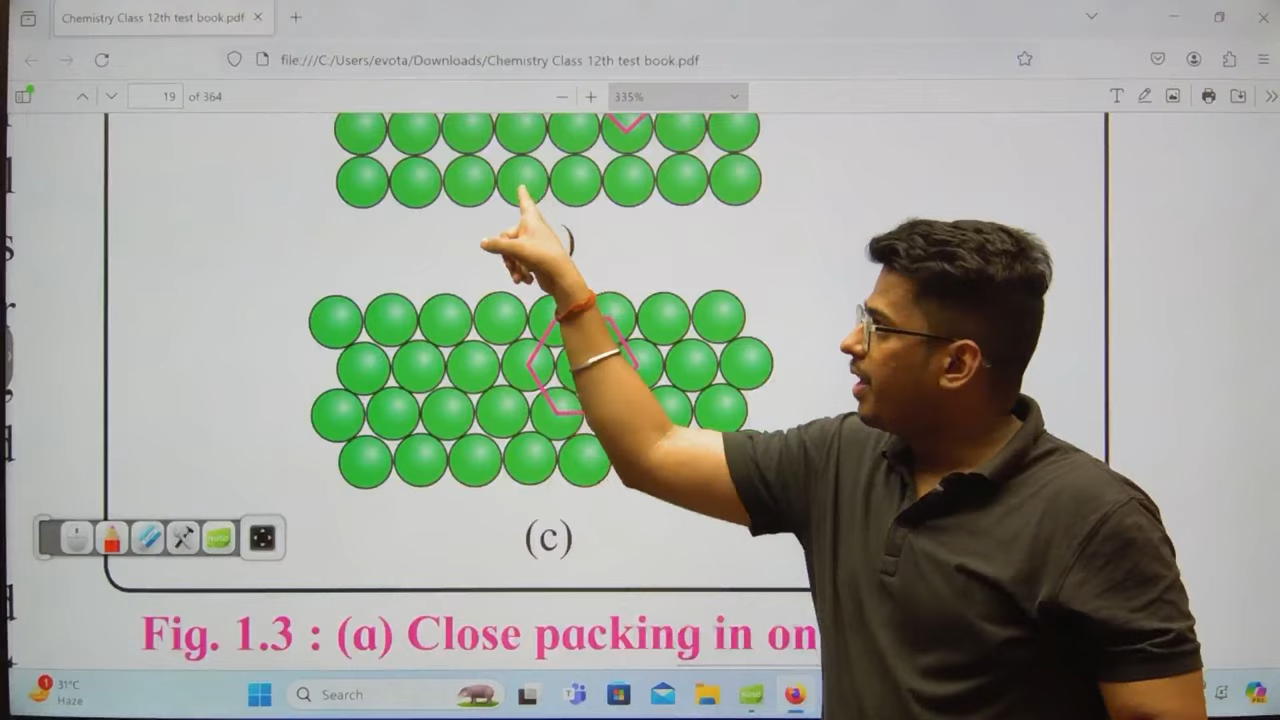 Chemistry Class 12th test book.pdf
file:///C:/Users/evota/Downloads/Chemistry Class 12th test book.pdf
19 of 364
335%
)
(c)
Fig. 1.3 : (a) Close packing in on
1
31°C
Haze
Search